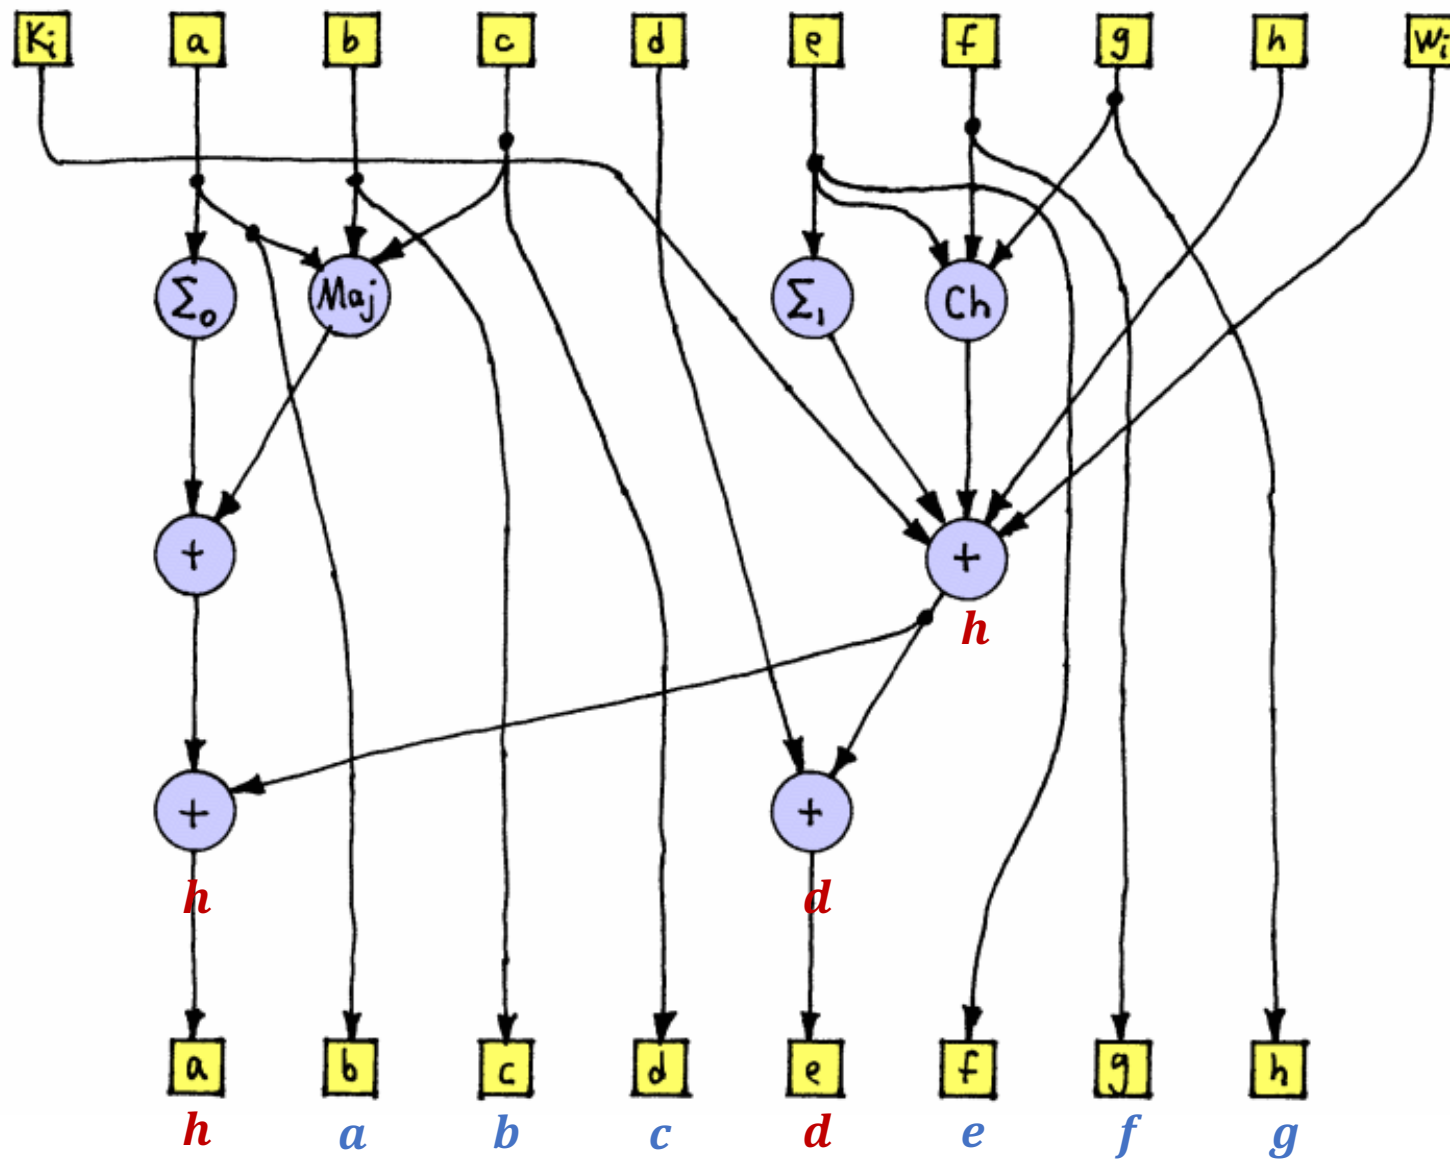 Ki a b c d e f g h Wi
Σ0 Maj Σ1 Ch
+ +
h
+ +
h d
a b c d e f g h
h a b c d e f g